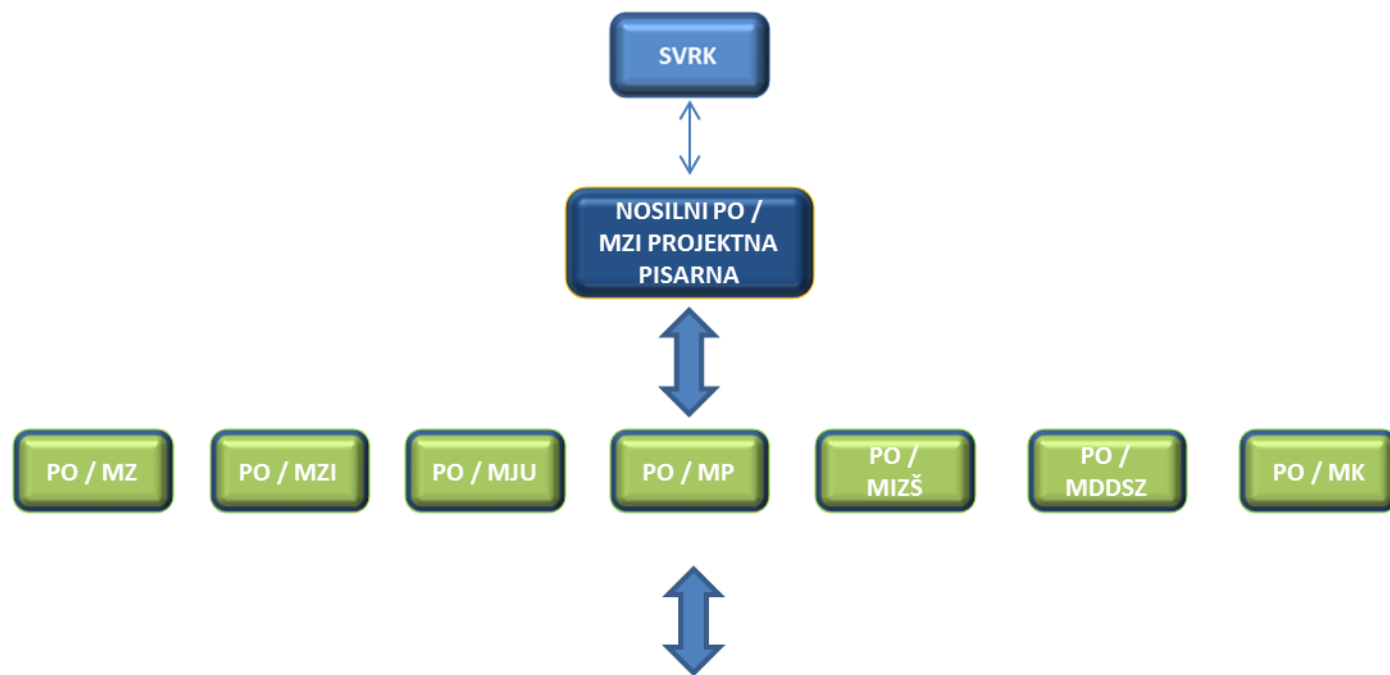 SVRK
NOSILNI PO /
MZI PROJEKTNA
PISARNA
PO / MZ
PO / MZI
PO / MJU
PO / MP
PO /
MIZŠ
PO /
MDDSZ
PO / MK